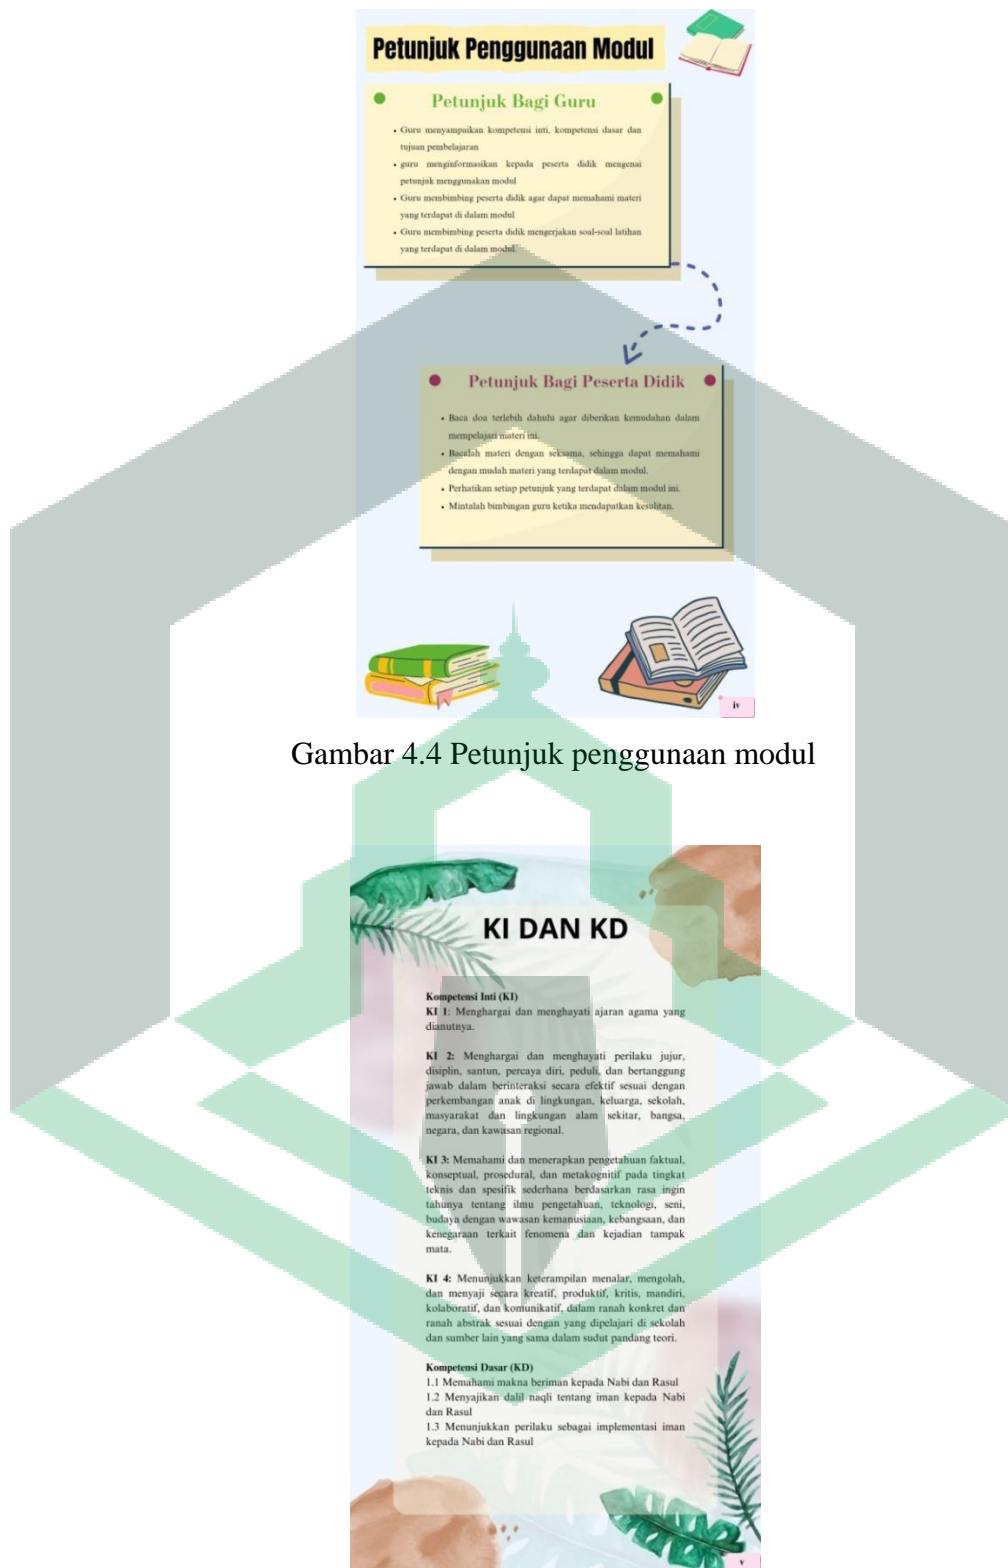 Petunjuk Penggunaan Modul
Petunjuk Bagi Guru
• Guru menyampaikan kompetensi inti, kompetensi dasar dan
tujuan pembelajaran
• guru menginformasikan kepada peserta didik mengenai
petunjuk menggunakan modul
• Guru membimbing peserta didik agar dapat memahami materi
yang terdapat di dalam modul
• Guru membimbing peserta didik mengerjakan soal-soal latihan
yang terdapat di dalam modul.
Petunjuk Bagi Peserta Didik
• Baca doa terlebih dahulu agar diberikan kemudahan dalam
mempelajari materi ini.
• Bacalah materi dengan seksama, sehingga dapat memahami
dengan mudah materi yang terdapat dalam modul.
• Perhatikan setiap petunjuk yang terdapat dalam modul ini.
• Mintalah bimbingan guru ketika mendapatkan kesulitan.
iv
Gambar 4.4 Petunjuk penggunaan modul
KI DAN KD
Kompetensi Inti (KI)
KI 1: Menghargai dan menghayati ajaran agama yang
dianutnya.
KI 2: Menghargai dan menghayati perilaku jujur,
disiplin, santun, percaya diri, peduli, dan bertanggung
jawab dalam berinteraksi secara efektif sesuai dengan
perkembangan anak di lingkungan, keluarga, sekolah,
masyarakat dan lingkungan alam sekitar, bangsa,
negara, dan kawasan regional.
KI 3: Memahami dan menerapkan pengetahuan faktual,
konseptual, prosedural, dan metakognitif pada tingkat
teknis dan spesifik sederhana berdasarkan rasa ingin
tahunya tentang ilmu pengetahuan, teknologi, seni,
budaya dengan wawasan kemanusiaan, kebangsaan, dan
kenegaraan terkait fenomena dan kejadian tampak
mata.
KI 4: Menunjukkan keterampilan menalar, mengolah,
dan menyaji secara kreatif, produktif, kritis, mandiri,
kolaboratif, dan komunikatif, dalam ranah konkret dan
ranah abstrak sesuai dengan yang dipelajari di sekolah
dan sumber lain yang sama dalam sudut pandang teori.
Kompetensi Dasar (KD)
1.1 Memahami makna beriman kepada Nabi dan Rasul
1.2 Menyajikan dalil naqli tentang iman kepada Nabi
dan Rasul
1.3 Menunjukkan perilaku sebagai implementasi iman
kepada Nabi dan Rasul
v